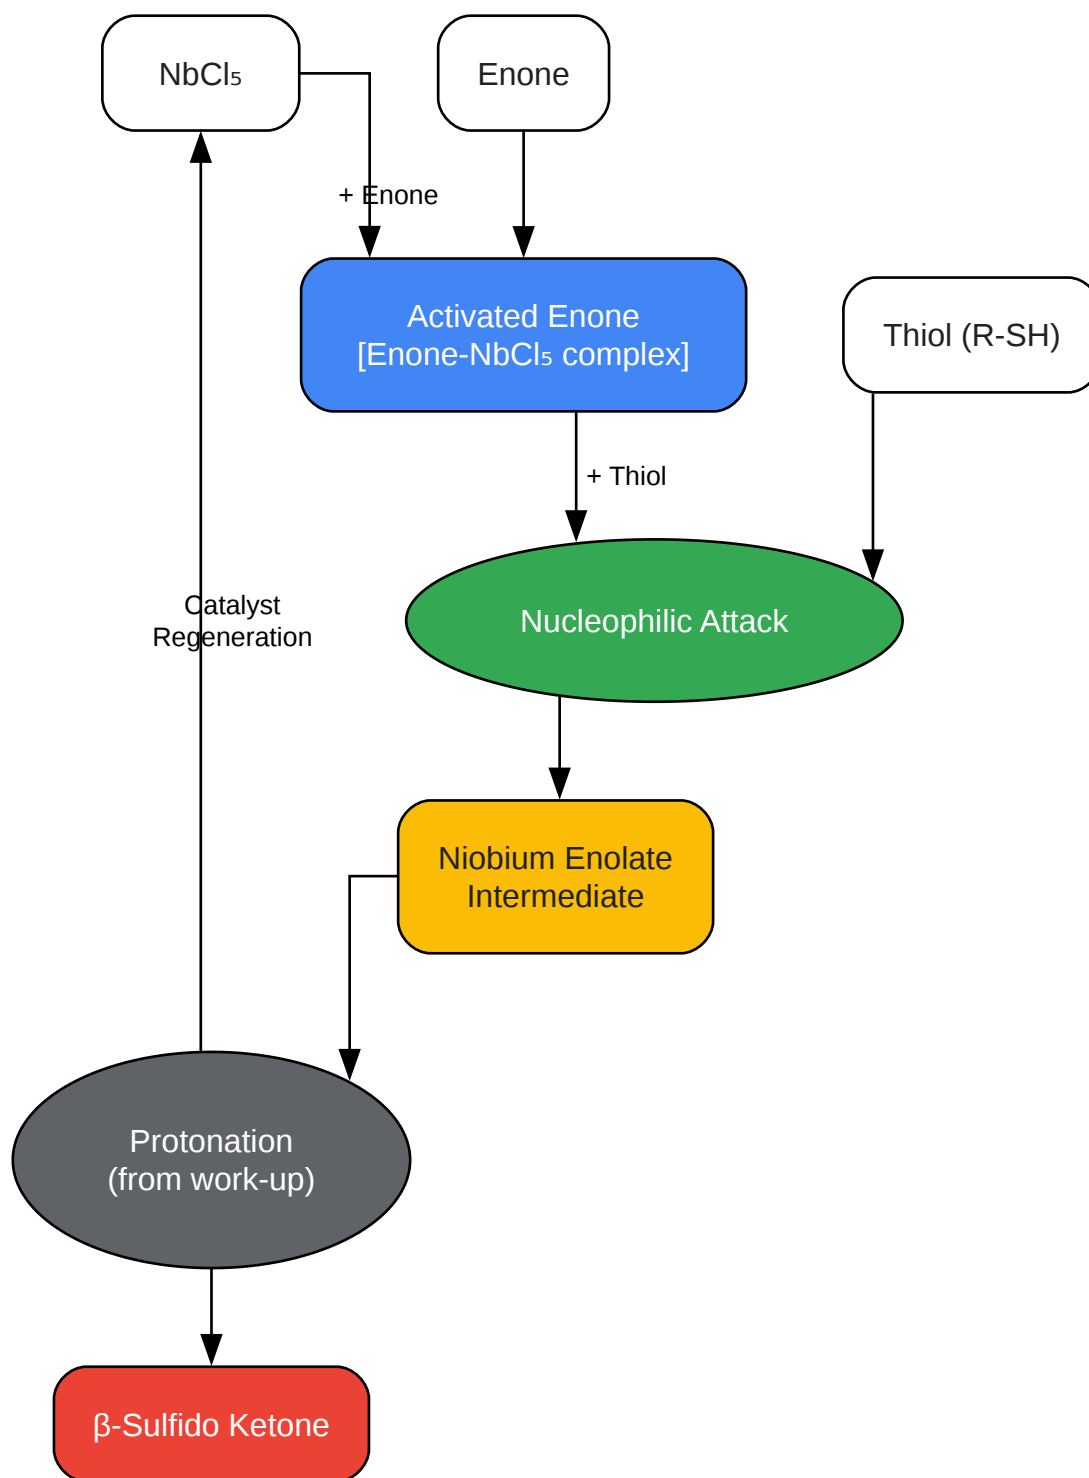 NbCl₅
Enone
+ Enone
Activated Enone
[Enone-NbCl₅ complex]
Thiol (R-SH)
+ Thiol
Catalyst
Regeneration
Nucleophilic Attack
Niobium Enolate
Intermediate
Protonation
(from work-up)
β-Sulfido Ketone